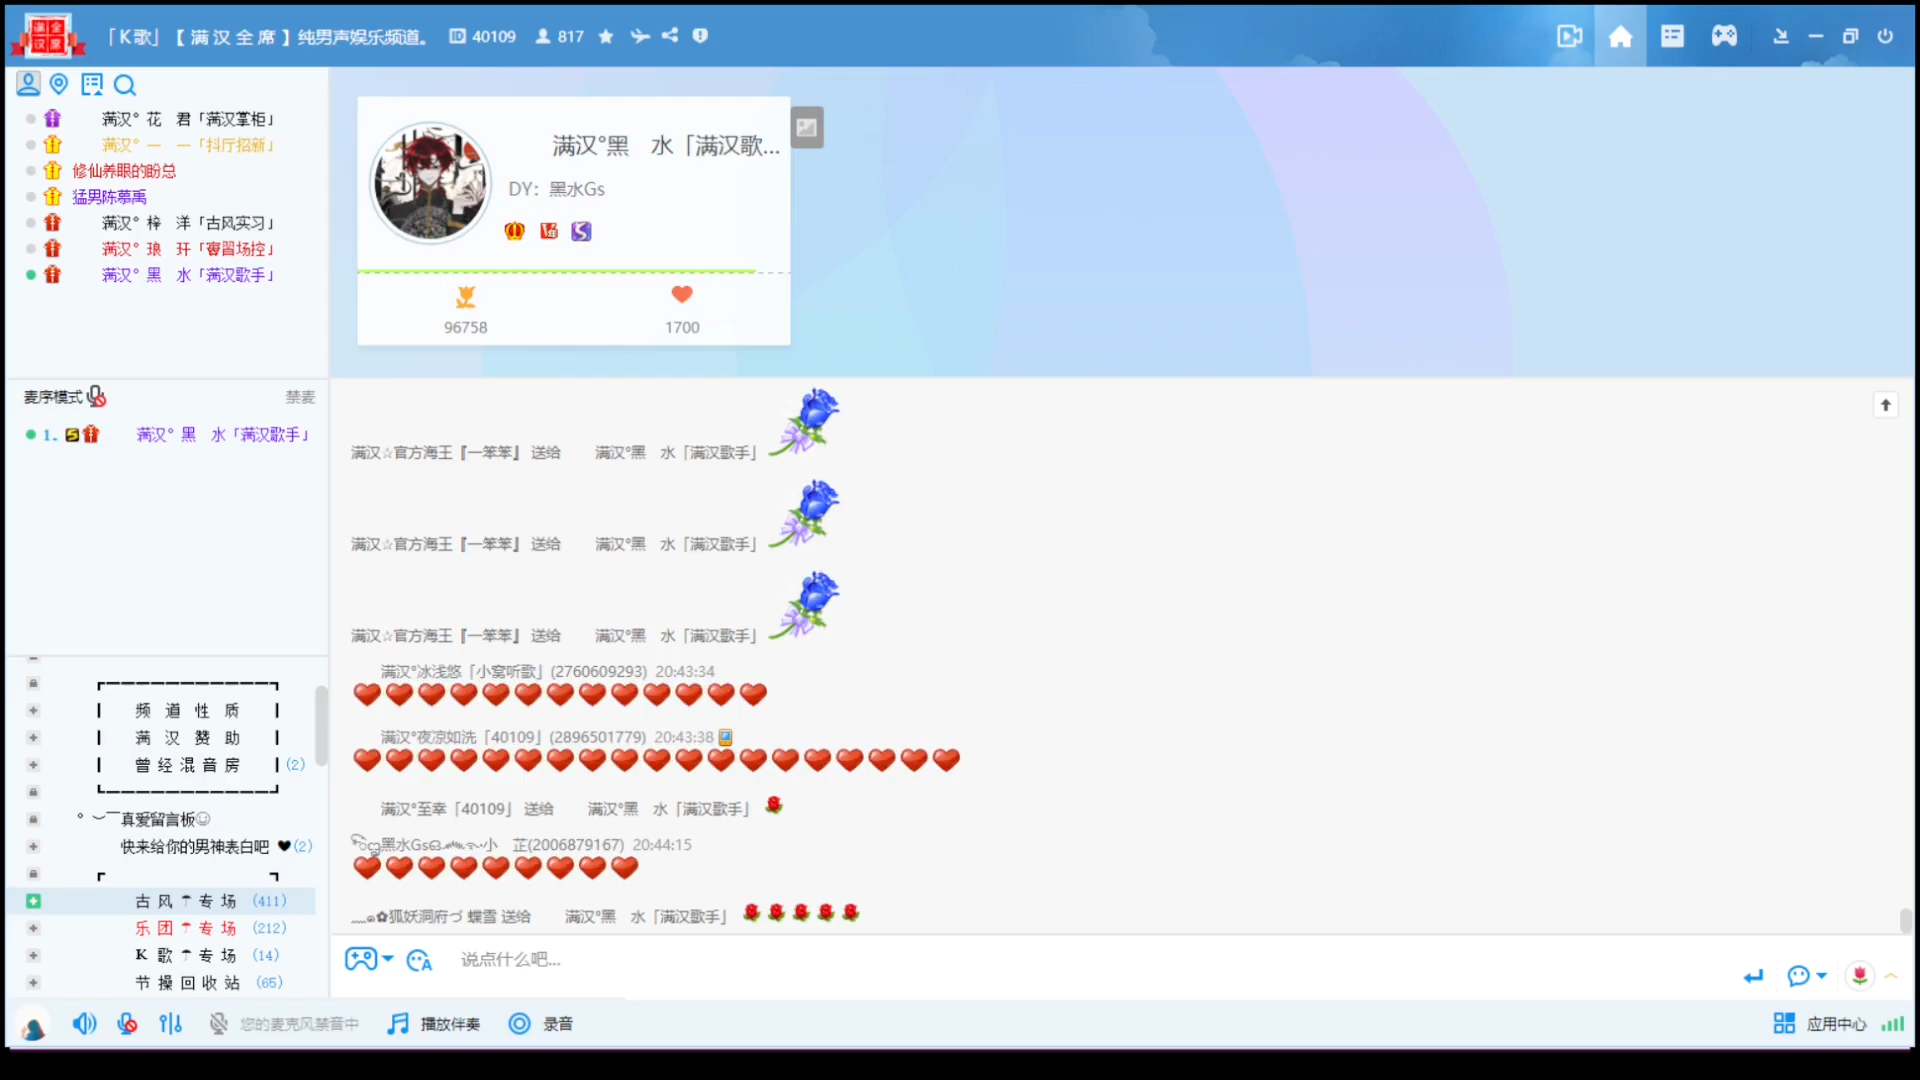 「K歌」【 满 汉 全 席 】纯男声娱乐频道。 ID 40109 817
满汉° 花 君「满汉掌柜」
满汉° 一 一「抖厅招新」
修仙养眼的盼总
猛男陈慕禹
满汉° 梓 洋「古风实习」
满汉° 琅 玕「實習场控」
满汉° 黑 水「满汉歌手」
满汉°黑 水「满汉歌...
DY：黑水Gs
96758 1700
麦序模式 禁麦
1. 满汉° 黑 水「满汉歌手」
频 道 性 质
满 汉 赞 助
曾 经 混 音 房 (2)
真爱留言板
快来给你的男神表白吧 ♥(2)
古 风 ☂ 专 场 (411)
乐 团 ☂ 专 场 (212)
K 歌 ☂ 专 场 (14)
节 操 回 收 站 (65)
满汉☆官方海王『一笨笨』 送给 满汉°黑 水「满汉歌手」
满汉☆官方海王『一笨笨』 送给 满汉°黑 水「满汉歌手」
满汉☆官方海王『一笨笨』 送给 满汉°黑 水「满汉歌手」
满汉°冰浅悠「小窝听歌」(2760609293) 20:43:34
满汉°夜凉如洗「40109」(2896501779) 20:43:38
满汉°至幸「40109」 送给 满汉°黑 水「满汉歌手」
黑水Gs 小 芷(2006879167) 20:44:15
✿狐妖洞府づ 蝶雪 送给 满汉°黑 水「满汉歌手」
说点什么吧...
您的麦克风禁音中 播放伴奏 录音 应用中心